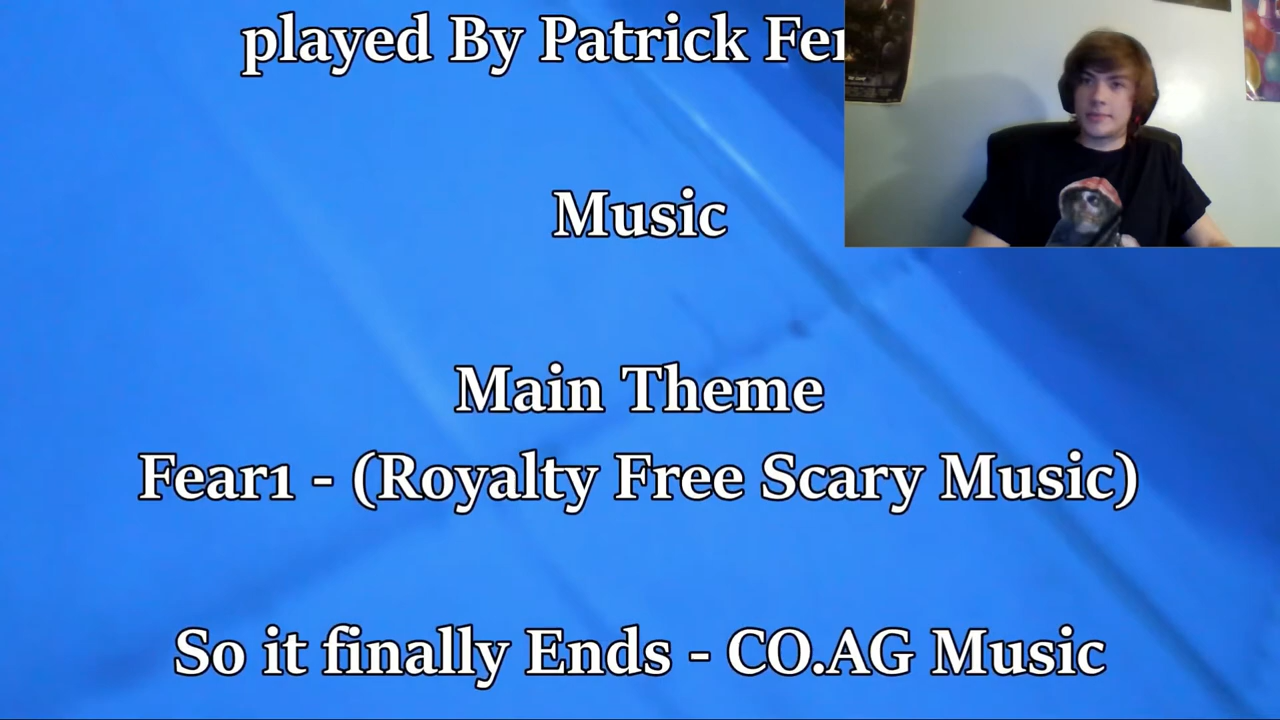 played By Patrick
Music
Main Theme
Fear1 - (Royalty Free Scary Music)
So it finally Ends - CO.AG Music